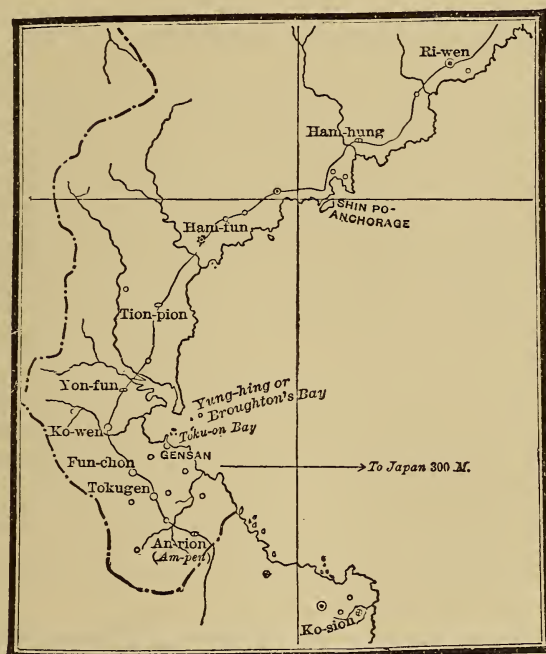 Ri-wen
Ham-hung
SHIN PO-
ANCHORAGE
Ham-fun
Tion-pion
Yung-hing or
Broughton's Bay
Yon-fun
Ko-wen
Toku-on Bay
GENSAN
Fun-chon
To Japan 300 M.
Tokugen
An-rion
(Am-pen)
Ko-sion